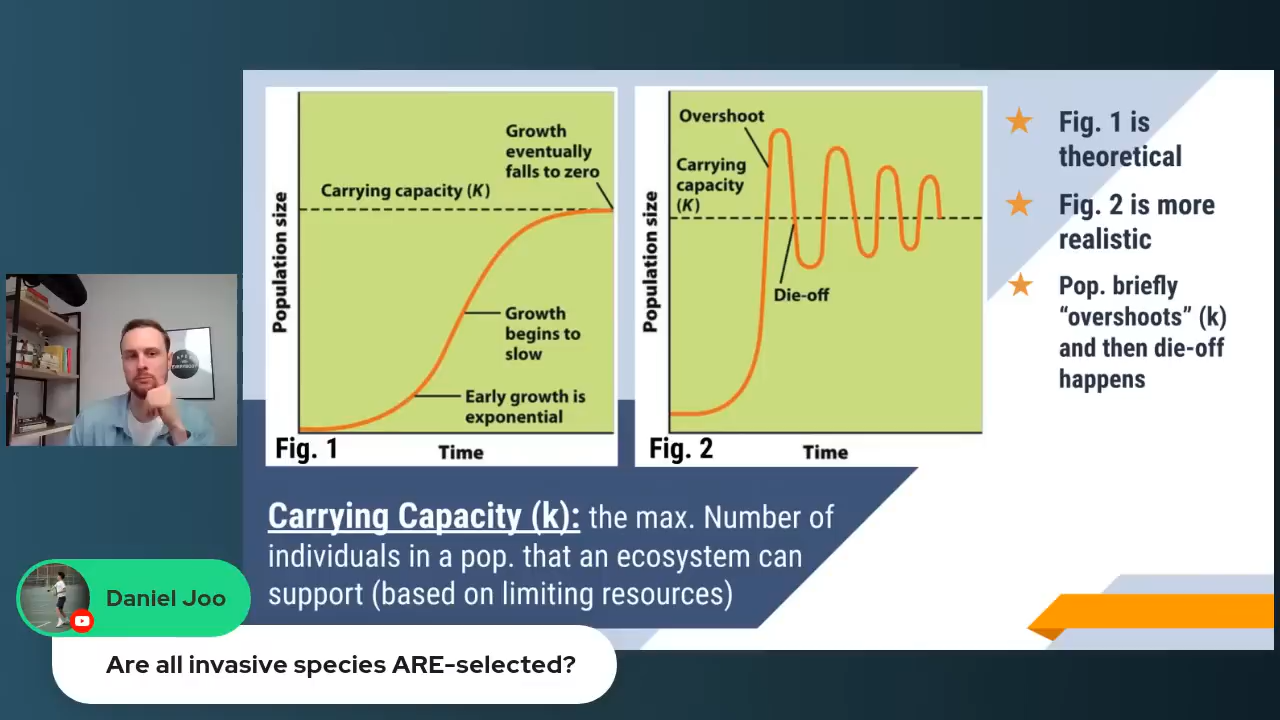 Growth
eventually
falls to zero
Carrying capacity (K)
Growth
begins to
slow
Early growth is
exponential
Population size
Fig. 1
Time
Overshoot
Carrying
capacity
(K)
Die-off
Population size
Fig. 2
Time
Fig. 1 is
theoretical
Fig. 2 is more
realistic
Pop. briefly
“overshoots” (k)
and then die-off
happens
Carrying Capacity (k): the max. Number of
individuals in a pop. that an ecosystem can
support (based on limiting resources)
Daniel Joo
Are all invasive species ARE-selected?